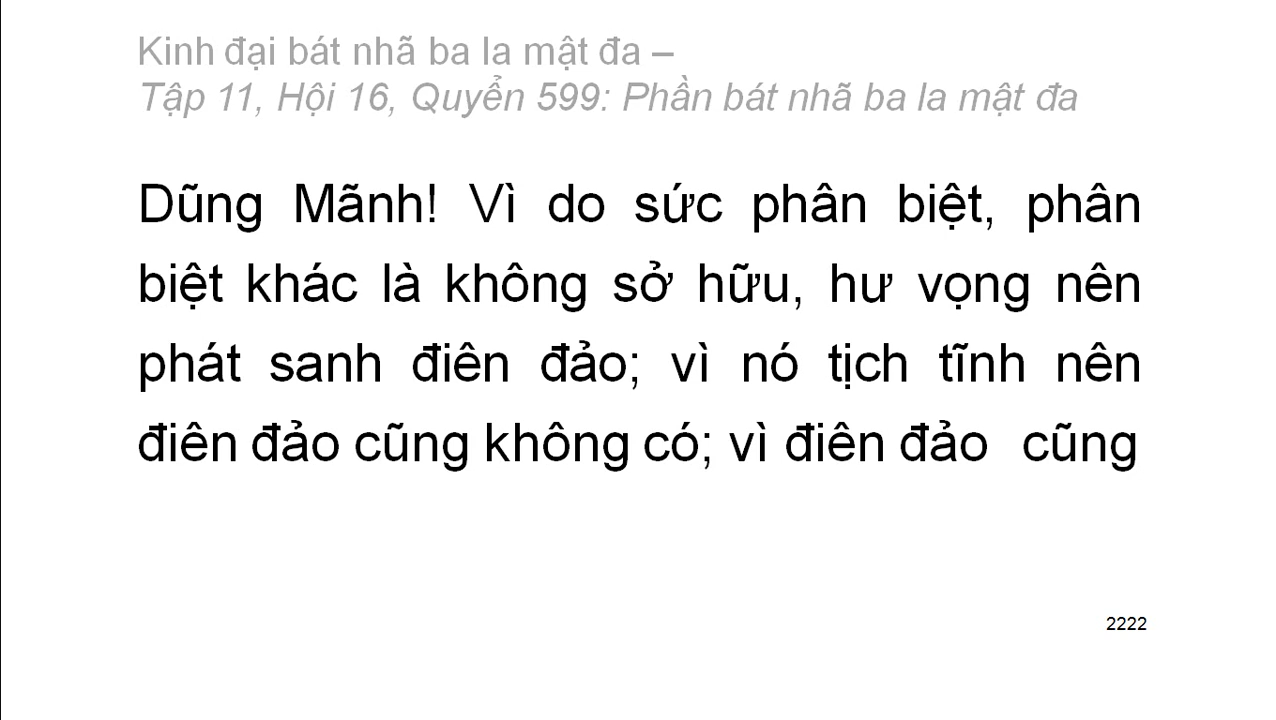 Kinh đại bát nhã ba la mật đa –
Tập 11, Hội 16, Quyển 599: Phần bát nhã ba la mật đa
Dũng Mãnh! Vì do sức phân biệt, phân
biệt khác là không sở hữu, hư vọng nên
phát sanh điên đảo; vì nó tịch tĩnh nên
điên đảo cũng không có; vì điên đảo cũng
2222